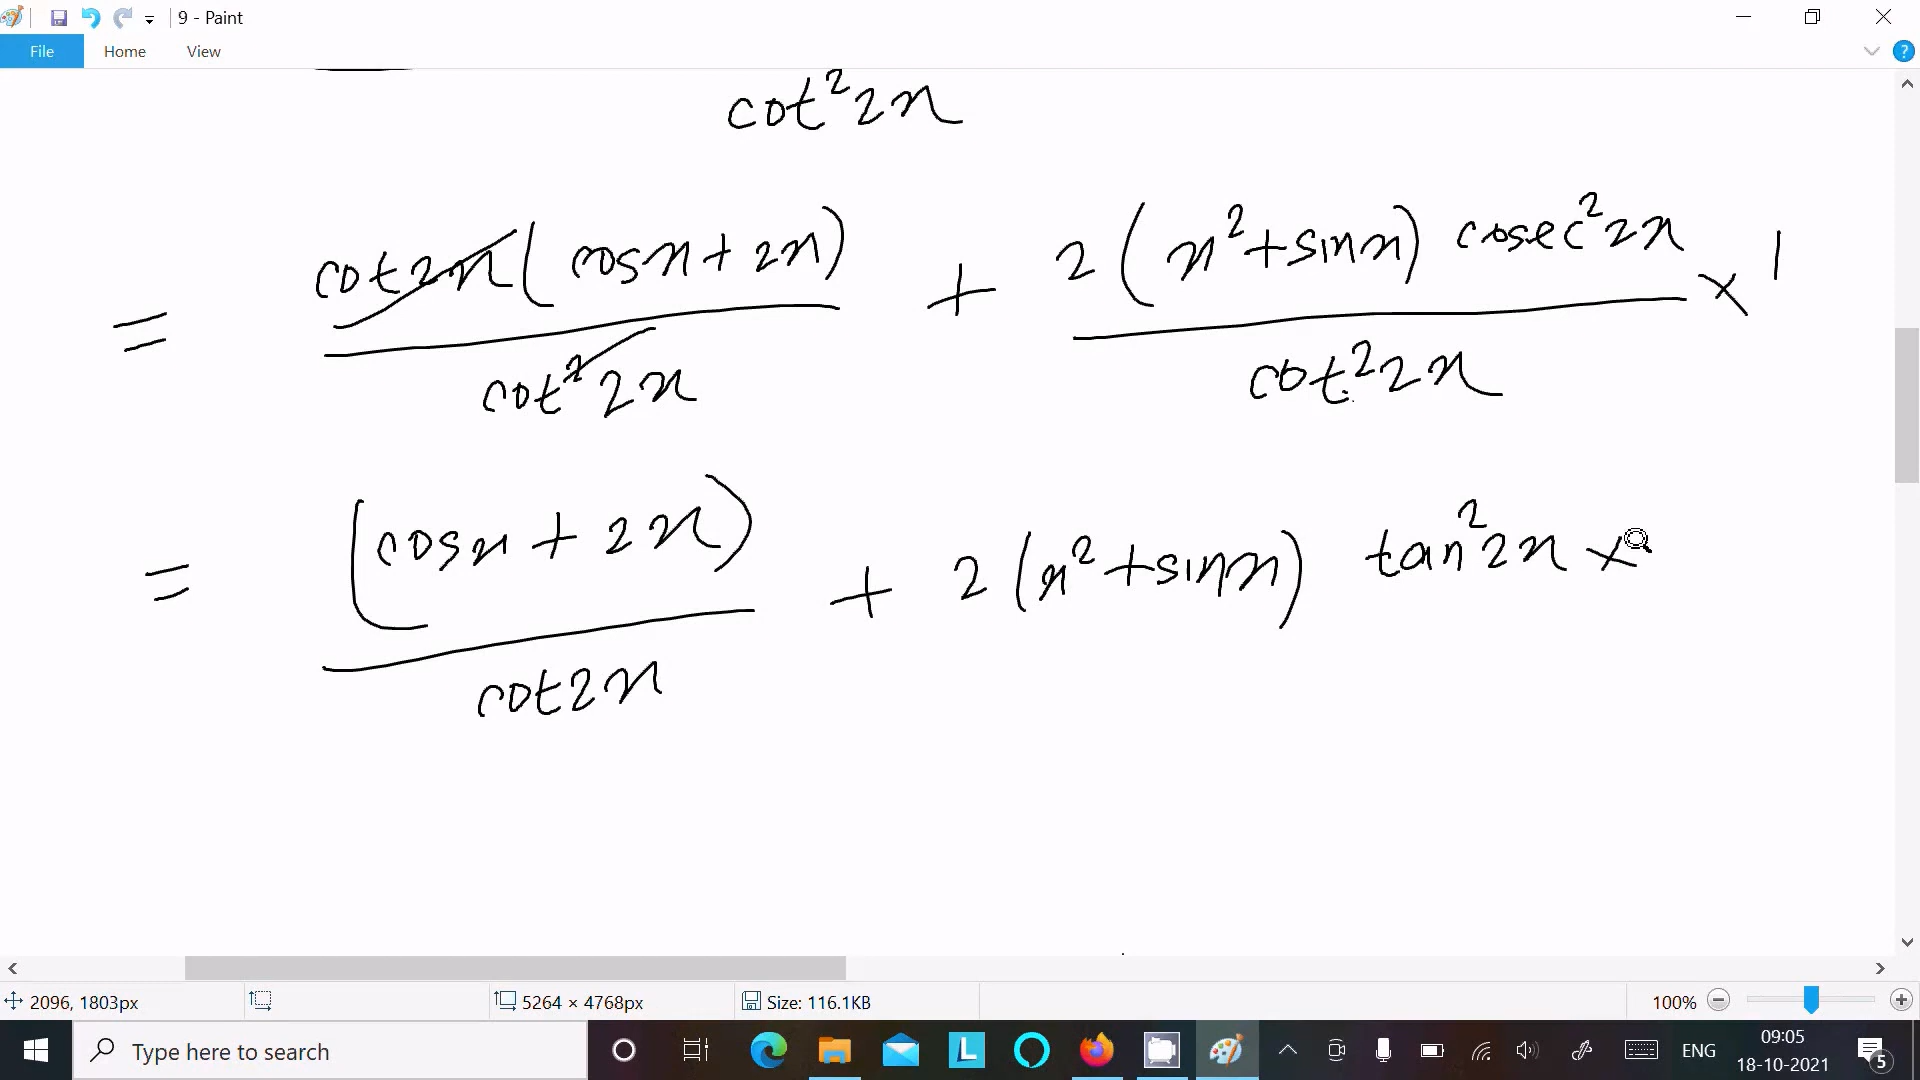 9 - Paint
File Home View
cot²2x
= cot2x(cosx+2x) / cot²2x + 2(x²+sinx) cosec²2x / cot²2x × 1
= (cosx+2x) / cot2x + 2(x²+sinx) tan²2x ×
2096, 1803px
5264 × 4768px
Size: 116.1KB
100%
Type here to search
L
ENG
09:05
18-10-2021
5